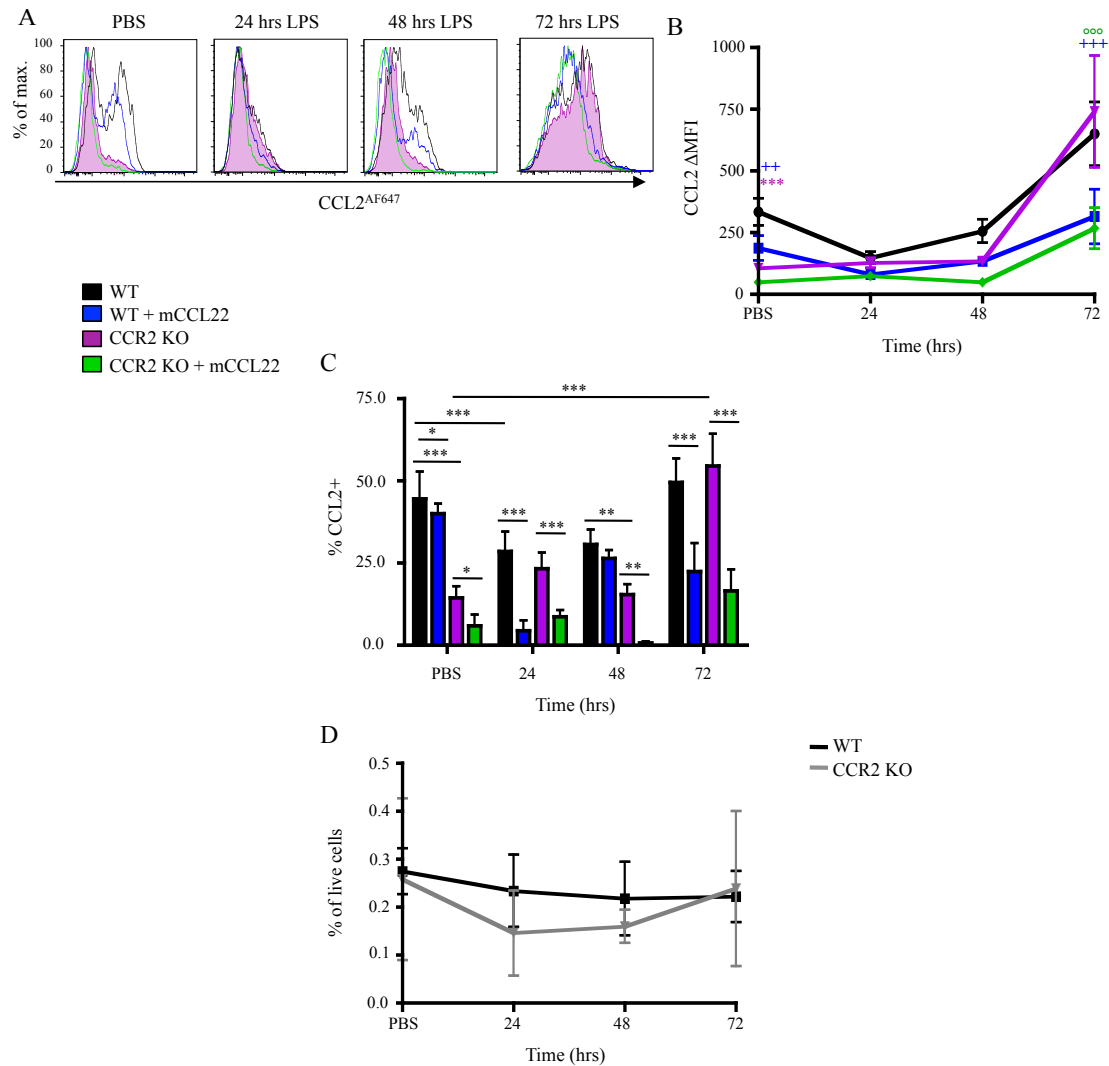 A
PBS
24 hrs LPS
48 hrs LPS
72 hrs LPS
% of max.
100
80
60
40
20
0
CCL2AF647
B
CCL2 ΔMFI
1000
750
500
250
0
++
***
°°°
+++
PBS
24
48
72
Time (hrs)
WT
WT + mCCL22
CCR2 KO
CCR2 KO + mCCL22
C
% CCL2+
75.0
50.0
25.0
0.0
***
***
***
*
***
*
***
***
**
**
***
***
PBS
24
48
72
Time (hrs)
D
WT
CCR2 KO
% of live cells
0.5
0.4
0.3
0.2
0.1
0.0
PBS
24
48
72
Time (hrs)